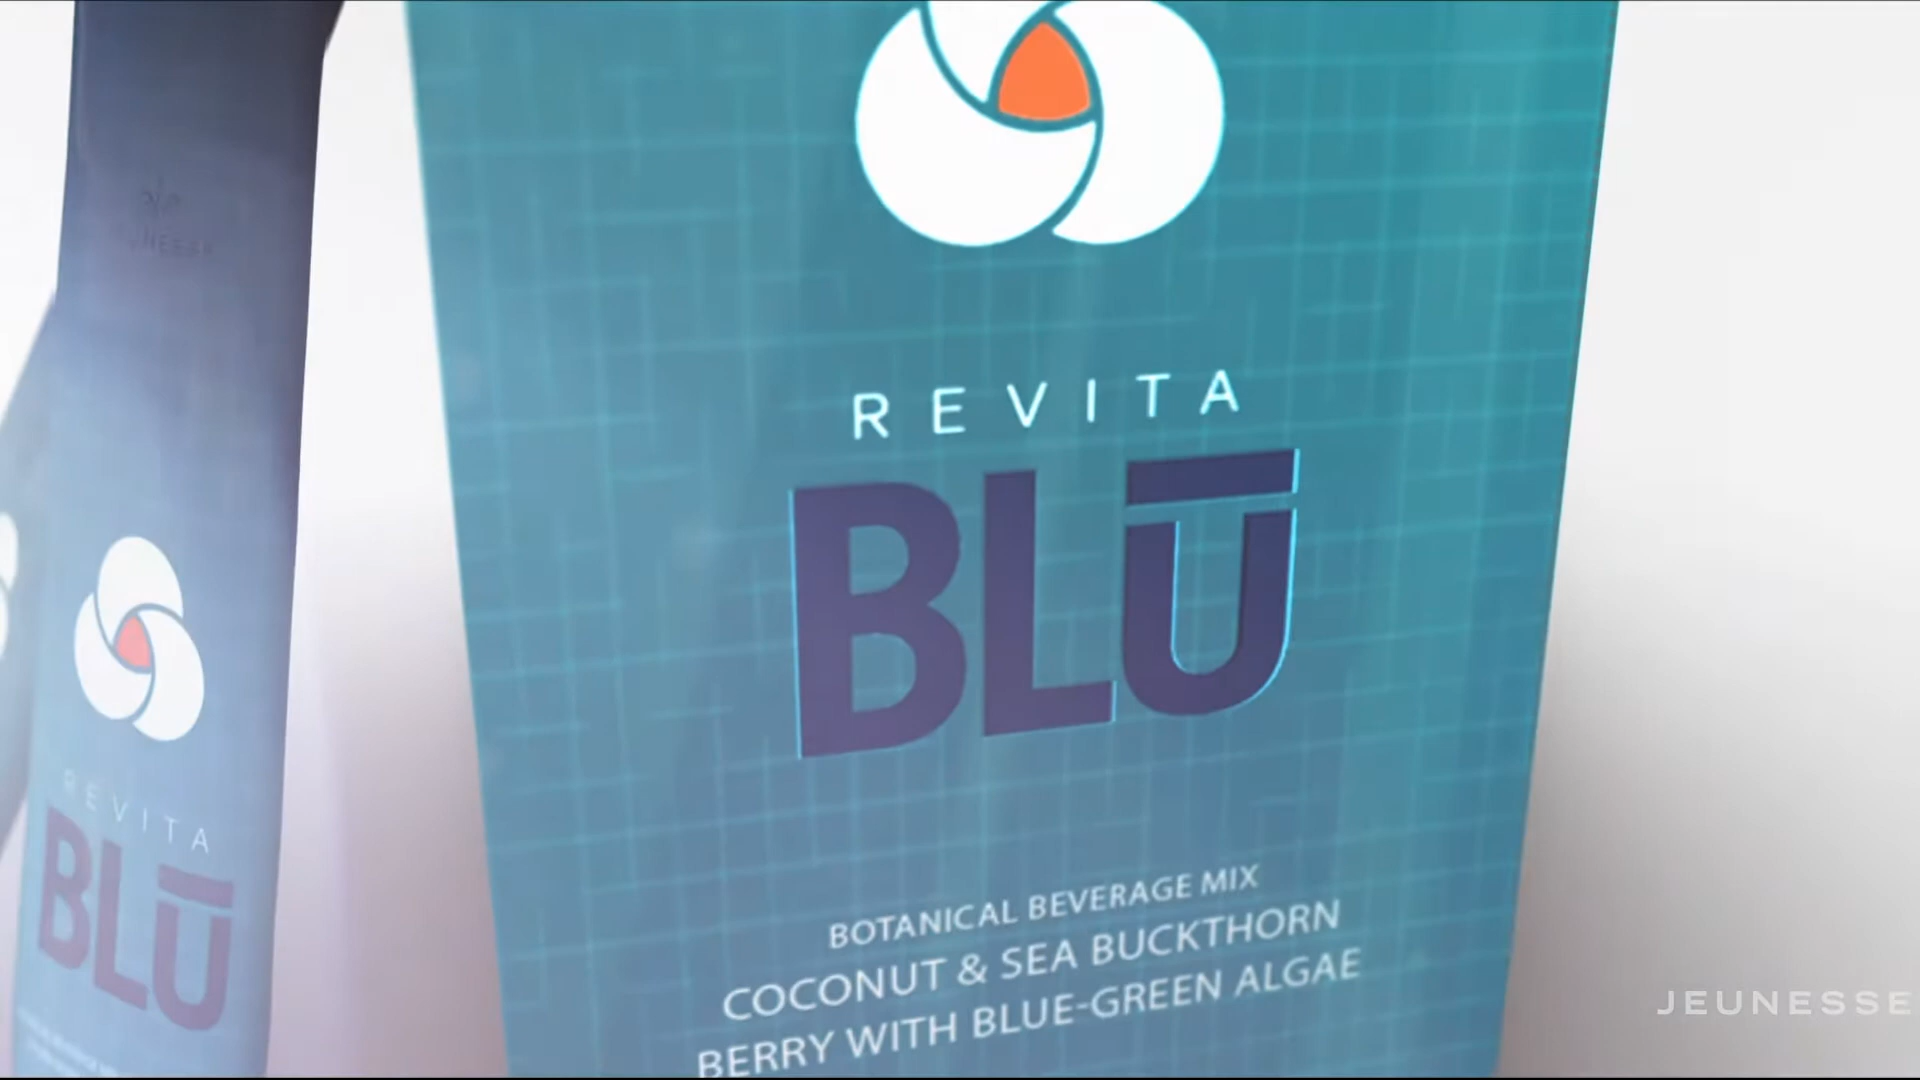 REVITA
BLŪ
BOTANICAL BEVERAGE MIX
COCONUT & SEA BUCKTHORN
BERRY WITH BLUE-GREEN ALGAE
REVITA
BLŪ
JEUNESSE